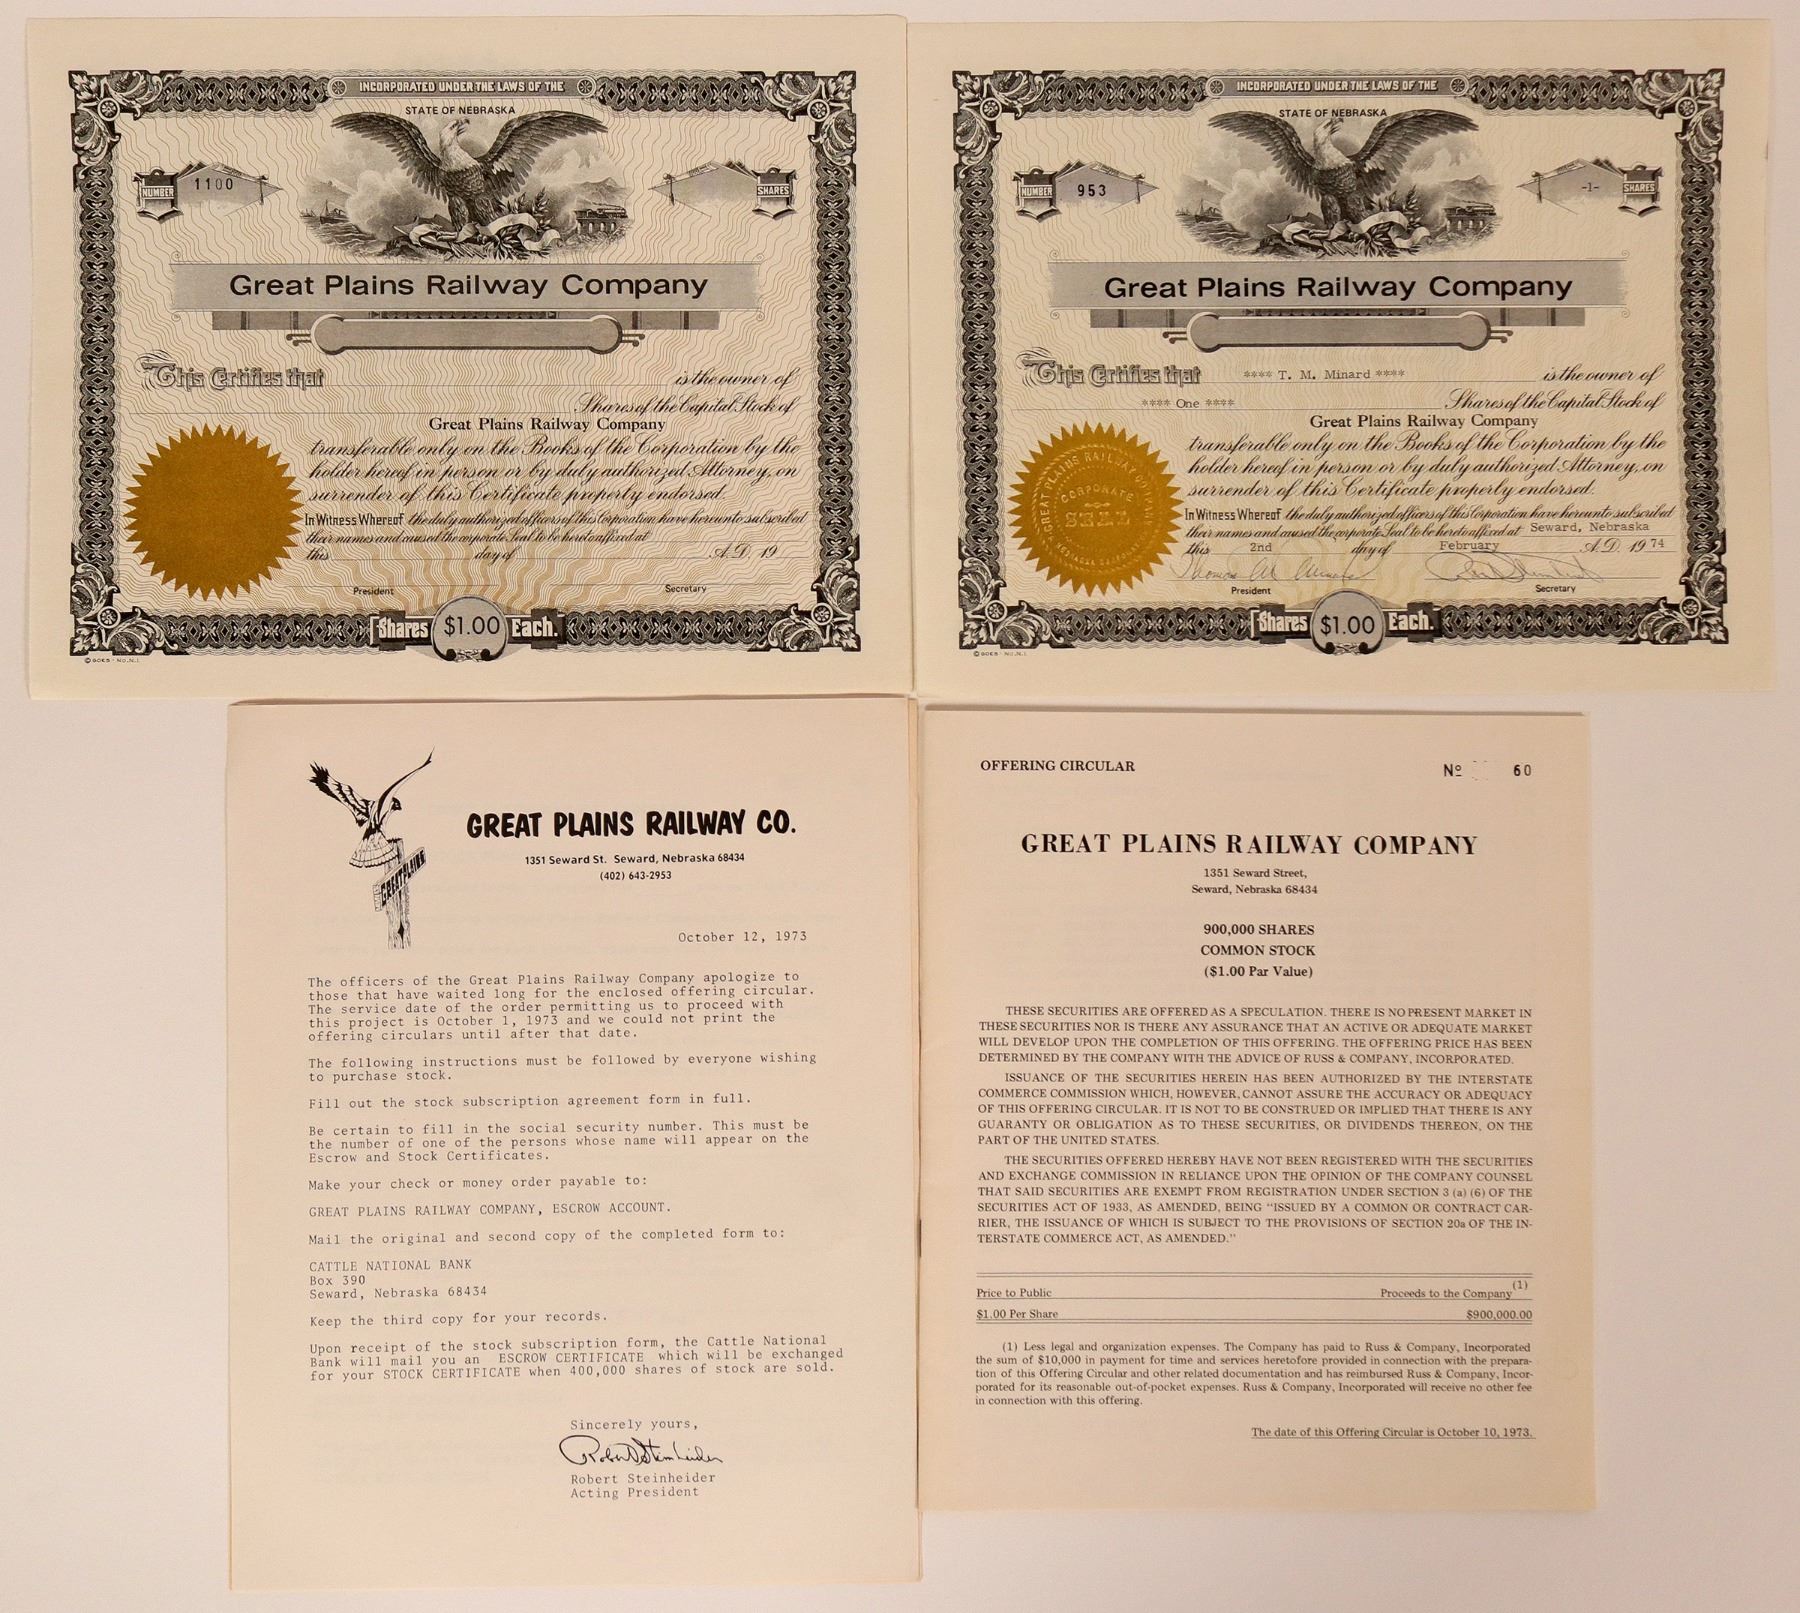 INCORPORATED UNDER THE LAWS OF THE
STATE OF NEBRASKA
NUMBER
1100
SHARES
Great Plains Railway Company
This Certifies that is the owner of
Shares of the Capital Stock of
Great Plains Railway Company
transferable only on the Books of the Corporation by the
holder hereof in person or by duly authorized Attorney, on
surrender of this Certificate properly endorsed.
In Witness Whereof the duly authorized officers of this Corporation have hereunto subscribed
their names and caused the corporate Seal to be hereto affixed at
this day of A.D. 19
President Secretary
Shares $1.00 Each.
© GOES - No. N.I.
INCORPORATED UNDER THE LAWS OF THE
STATE OF NEBRASKA
NUMBER
953
-1-
SHARES
Great Plains Railway Company
This Certifies that **** T. M. Minard **** is the owner of
**** One **** Shares of the Capital Stock of
Great Plains Railway Company
transferable only on the Books of the Corporation by the
holder hereof in person or by duly authorized Attorney, on
surrender of this Certificate properly endorsed.
In Witness Whereof the duly authorized officers of this Corporation have hereunto subscribed
their names and caused the corporate Seal to be hereto affixed at Seward, Nebraska
this 2nd day of February A.D. 1974
President Secretary
Shares $1.00 Each.
© GOES - No. N.I.
GREAT PLAINS RAILWAY COMPANY
CORPORATE
SEAL
GREAT PLAINS
GREAT PLAINS RAILWAY CO.
1351 Seward St. Seward, Nebraska 68434
(402) 643-2953
October 12, 1973
The officers of the Great Plains Railway Company apologize to
those that have waited long for the enclosed offering circular.
The service date of the order permitting us to proceed with
this project is October 1, 1973 and we could not print the
offering circulars until after that date.
The following instructions must be followed by everyone wishing
to purchase stock.
Fill out the stock subscription agreement form in full.
Be certain to fill in the social security number. This must be
the number of one of the persons whose name will appear on the
Escrow and Stock Certificates.
Make your check or money order payable to:
GREAT PLAINS RAILWAY COMPANY, ESCROW ACCOUNT.
Mail the original and second copy of the completed form to:
CATTLE NATIONAL BANK
Box 390
Seward, Nebraska 68434
Keep the third copy for your records.
Upon receipt of the stock subscription form, the Cattle National
Bank will mail you an ESCROW CERTIFICATE which will be exchanged
for your STOCK CERTIFICATE when 400,000 shares of stock are sold.
Sincerely yours,
Robert Steinheider
Robert Steinheider
Acting President
OFFERING CIRCULAR
№ 60
GREAT PLAINS RAILWAY COMPANY
1351 Seward Street,
Seward, Nebraska 68434
900,000 SHARES
COMMON STOCK
($1.00 Par Value)
THESE SECURITIES ARE OFFERED AS A SPECULATION. THERE IS NO PRESENT MARKET IN
THESE SECURITIES NOR IS THERE ANY ASSURANCE THAT AN ACTIVE OR ADEQUATE MARKET
WILL DEVELOP UPON THE COMPLETION OF THIS OFFERING. THE OFFERING PRICE HAS BEEN
DETERMINED BY THE COMPANY WITH THE ADVICE OF RUSS & COMPANY, INCORPORATED.
ISSUANCE OF THE SECURITIES HEREIN HAS BEEN AUTHORIZED BY THE INTERSTATE
COMMERCE COMMISSION WHICH, HOWEVER, CANNOT ASSURE THE ACCURACY OR ADEQUACY
OF THIS OFFERING CIRCULAR. IT IS NOT TO BE CONSTRUED OR IMPLIED THAT THERE IS ANY
GUARANTY OR OBLIGATION AS TO THESE SECURITIES, OR DIVIDENDS THEREON, ON THE
PART OF THE UNITED STATES.
THE SECURITIES OFFERED HEREBY HAVE NOT BEEN REGISTERED WITH THE SECURITIES
AND EXCHANGE COMMISSION IN RELIANCE UPON THE OPINION OF THE COMPANY COUNSEL
THAT SAID SECURITIES ARE EXEMPT FROM REGISTRATION UNDER SECTION 3 (a) (6) OF THE
SECURITIES ACT OF 1933, AS AMENDED, BEING "ISSUED BY A COMMON OR CONTRACT CAR-
RIER, THE ISSUANCE OF WHICH IS SUBJECT TO THE PROVISIONS OF SECTION 20a OF THE IN-
TERSTATE COMMERCE ACT, AS AMENDED."
Price to Public Proceeds to the Company (1)
$1.00 Per Share $900,000.00
(1) Less legal and organization expenses. The Company has paid to Russ & Company, Incorporated
the sum of $10,000 in payment for time and services heretofore provided in connection with the prepara-
tion of this Offering Circular and other related documentation and has reimbursed Russ & Company, Incor-
porated for its reasonable out-of-pocket expenses. Russ & Company, Incorporated will receive no other fee
in connection with this offering.
The date of this Offering Circular is October 10, 1973.